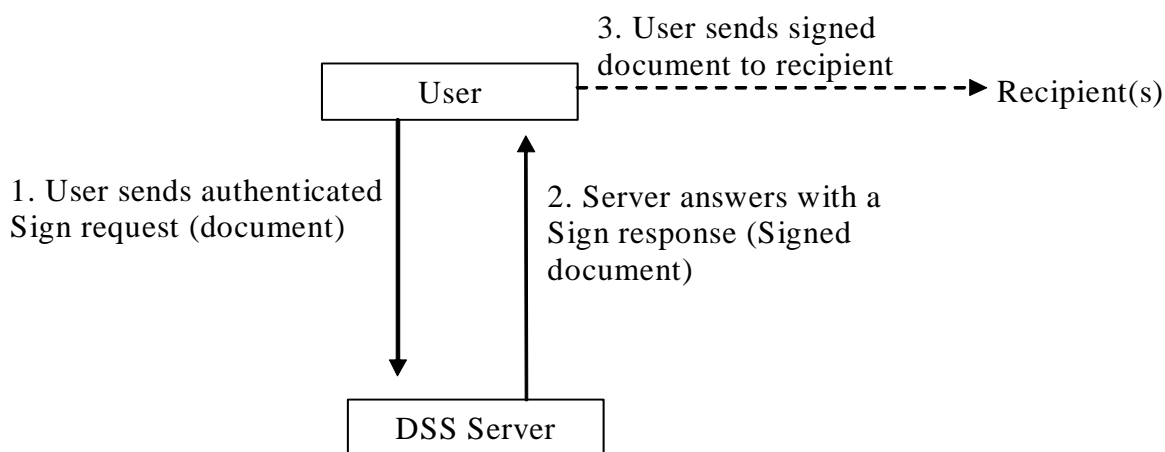 3. User sends signed
document to recipient
User
Recipient(s)
1. User sends authenticated
Sign request (document)
2. Server answers with a
Sign response (Signed
document)
DSS Server